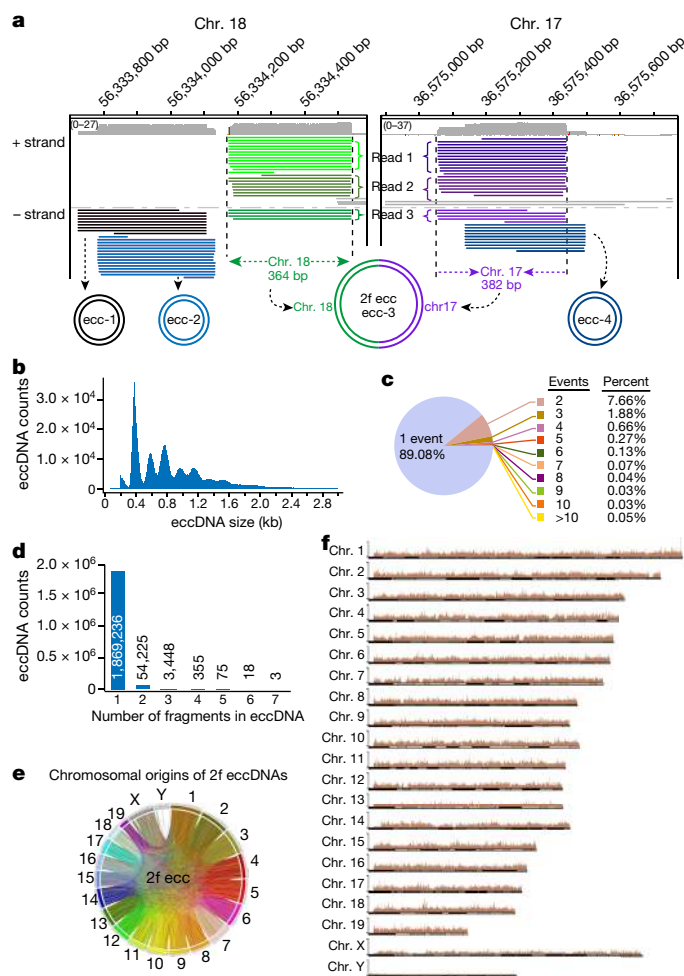 a
Chr. 18
Chr. 17
56,333,800 bp
56,334,000 bp
56,334,200 bp
56,334,400 bp
36,575,000 bp
36,575,200 bp
36,575,400 bp
36,575,600 bp
(0–27)
(0–37)
+ strand
– strand
Read 1
Read 2
Read 3
Chr. 18
364 bp
Chr. 17
382 bp
ecc-1
ecc-2
Chr. 18
2f ecc
ecc-3
chr17
ecc-4
b
eccDNA counts
3.0 × 10⁴
2.0 × 10⁴
1.0 × 10⁴
0
0 0.4 0.8 1.2 1.6 2.0 2.4 2.8
eccDNA size (kb)
c
1 event
89.08%
Events Percent
2 7.66%
3 1.88%
4 0.66%
5 0.27%
6 0.13%
7 0.07%
8 0.04%
9 0.03%
10 0.03%
>10 0.05%
d
eccDNA counts
2.0 × 10⁶
1.5 × 10⁶
1.0 × 10⁶
0.5 × 10⁶
0
1,869,236
54,225
3,448
355
75
18
3
1 2 3 4 5 6 7
Number of fragments in eccDNA
e
Chromosomal origins of 2f eccDNAs
2f ecc
1
2
3
4
5
6
7
8
9
10
11
12
13
14
15
16
17
18
19
X
Y
f
Chr. 1
Chr. 2
Chr. 3
Chr. 4
Chr. 5
Chr. 6
Chr. 7
Chr. 8
Chr. 9
Chr. 10
Chr. 11
Chr. 12
Chr. 13
Chr. 14
Chr. 15
Chr. 16
Chr. 17
Chr. 18
Chr. 19
Chr. X
Chr. Y